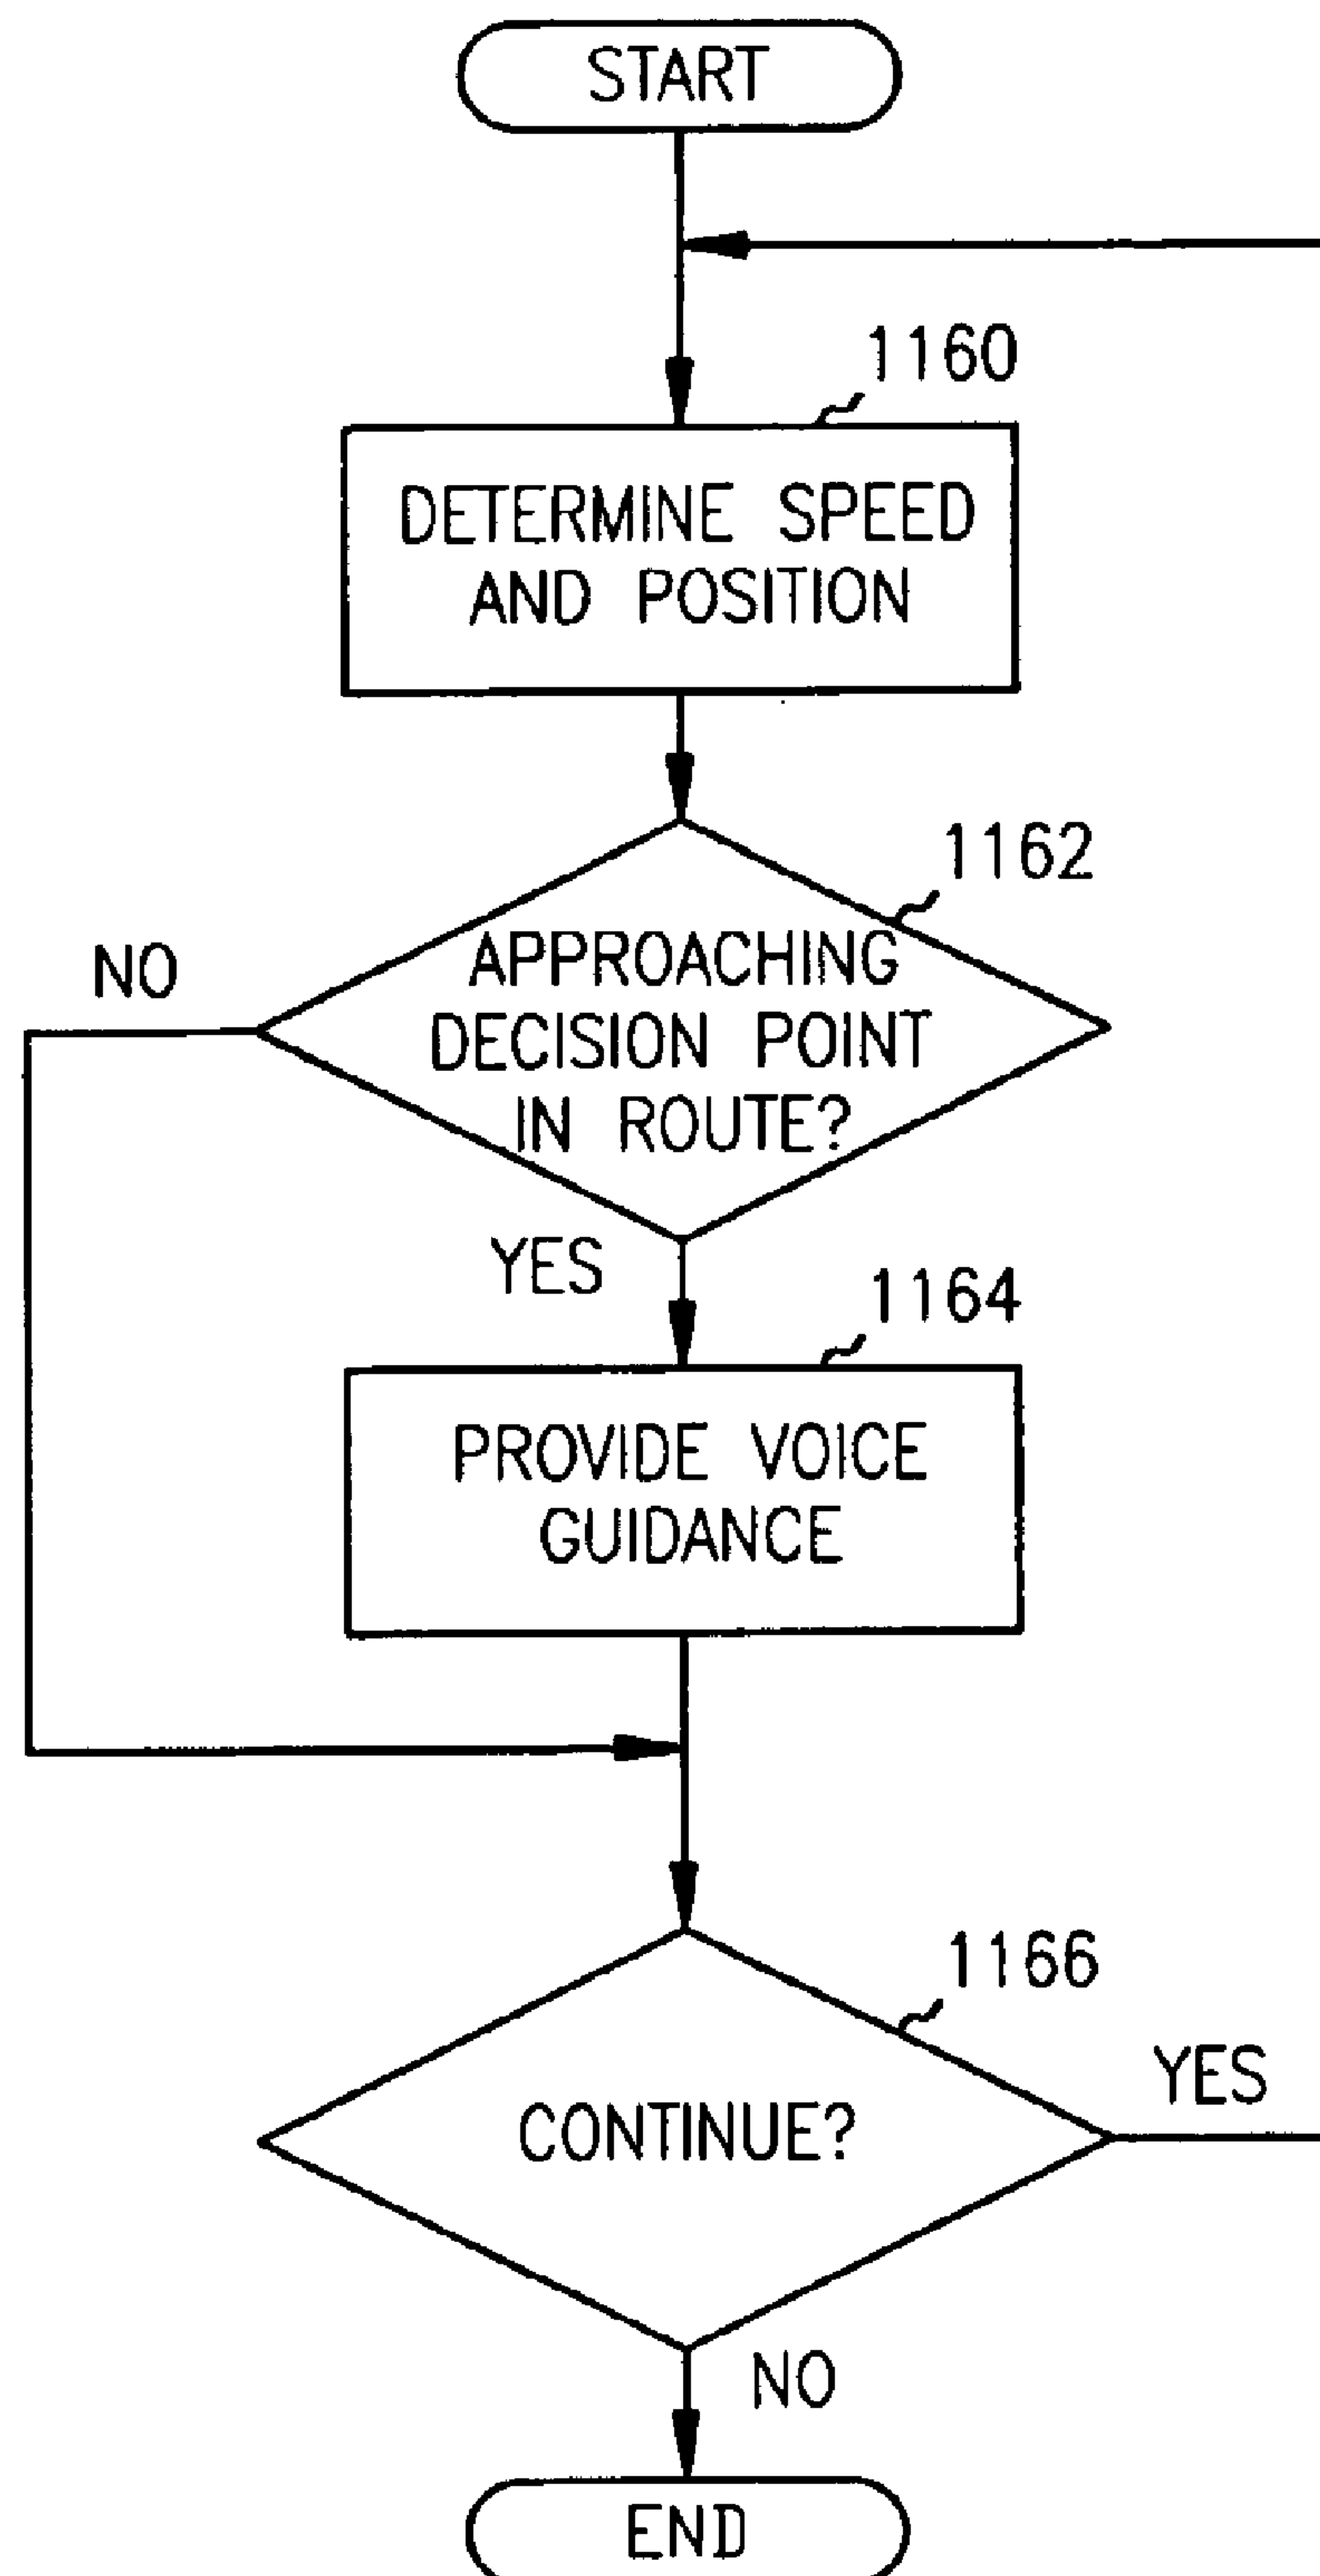 START
1160
DETERMINE SPEED
AND POSITION
1162
NO
APPROACHING
DECISION POINT
IN ROUTE?
YES
1164
PROVIDE VOICE
GUIDANCE
1166
YES
CONTINUE?
NO
END